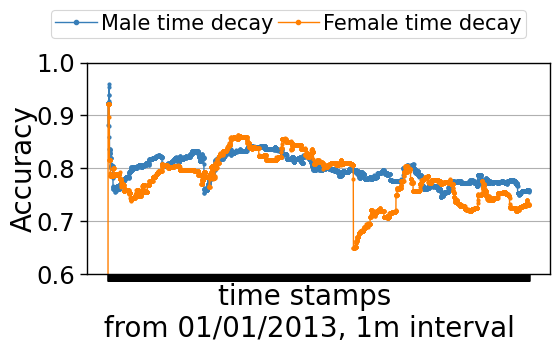 Male time decay Female time decay
1.0
0.9
0.8
0.7
0.6
Accuracy
time stamps
from 01/01/2013, 1m interval